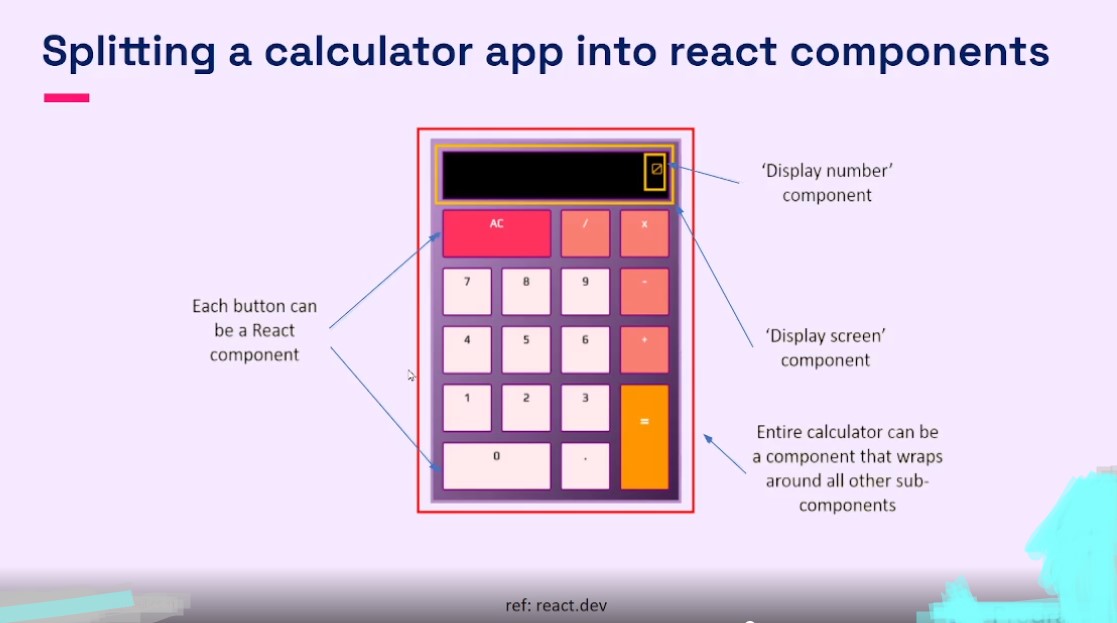 Splitting a calculator app into react components
'Display number'
component
AC
/
x
7
8
9
-
Each button can
be a React
component
4
5
6
+
'Display screen'
component
1
2
3
=
Entire calculator can be
a component that wraps
around all other sub-
components
0
.
ref: react.dev